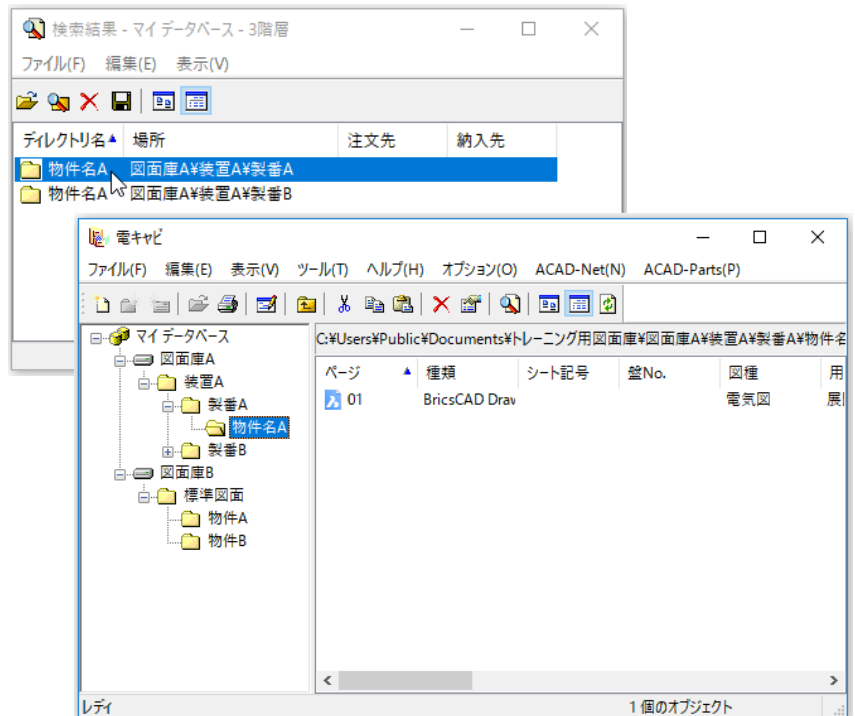 検索結果 - マイ データベース - 3階層
ファイル(F) 編集(E) 表示(V)
ディレクトリ名 場所 注文先 納入先
物件名A 図面庫A¥装置A¥製番A
物件名A 図面庫A¥装置A¥製番B
電キャビ
ファイル(F) 編集(E) 表示(V) ツール(T) ヘルプ(H) オプション(O) ACAD-Net(N) ACAD-Parts(P)
マイ データベース
図面庫A
装置A
製番A
物件名A
製番B
図面庫B
標準図面
物件A
物件B
C:¥Users¥Public¥Documents¥トレーニング用図面庫¥図面庫A¥装置A¥製番A¥物件名
ページ 種類 シート記号 盤No. 図種 用
01 BricsCAD Draw 電気図 展
レディ 1 個のオブジェクト